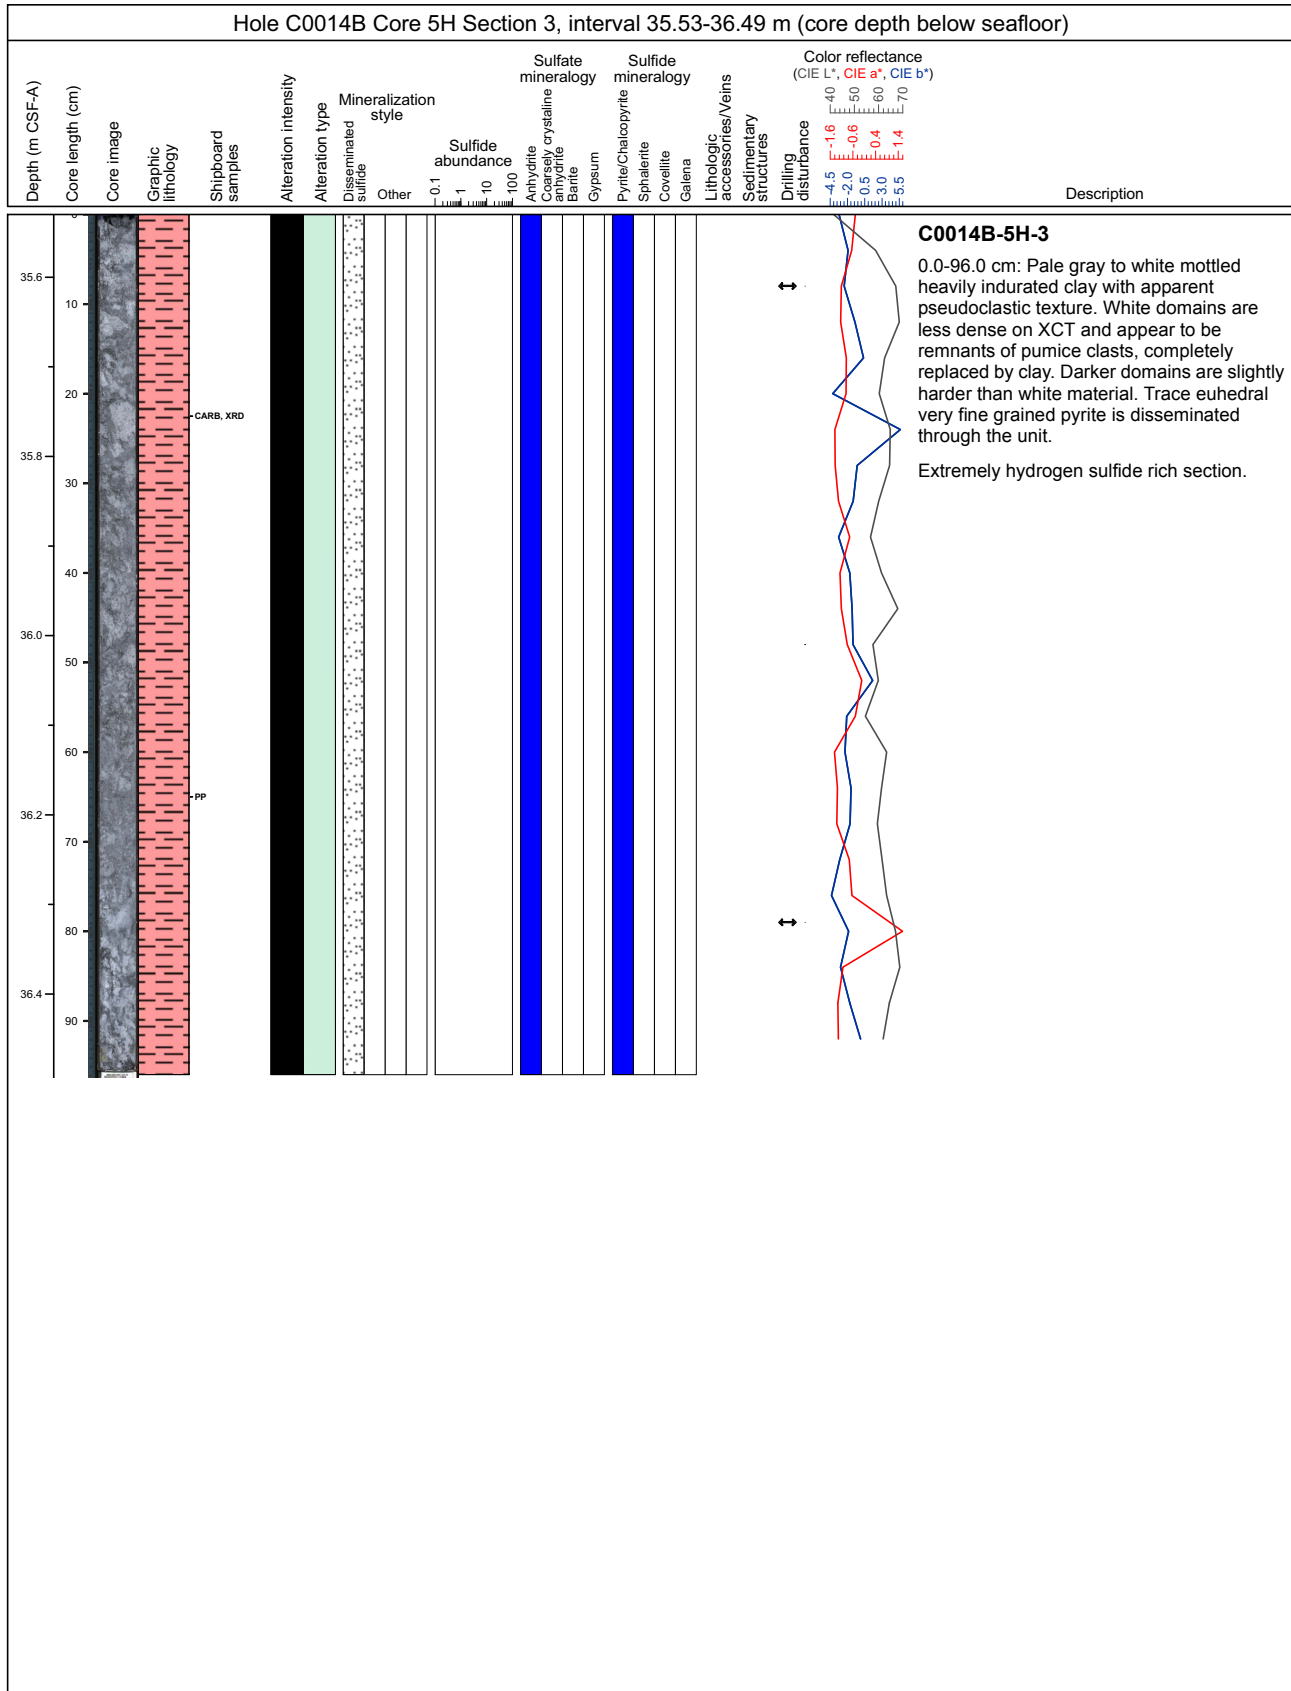 Hole C0014B Core 5H Section 3, interval 35.53-36.49 m (core depth below seafloor)
Depth (m CSF-A)
Core length (cm)
Core image
Graphic
lithology
Shipboard
samples
Alteration intensity
Alteration type
Mineralization
style
Disseminated
sulfide
Other
Sulfide
abundance
0.1
1
10
100
Sulfate
mineralogy
Anhydrite
Coarsely crystaline
anhydrite
Barite
Gypsum
Sulfide
mineralogy
Pyrite/Chalcopyrite
Sphalerite
Covellite
Galena
Lithologic
accessories/Veins
Sedimentary
structures
Drilling
disturbance
Color reflectance
(CIE L*, CIE a*, CIE b*)
40 50 60 70
-1.6 -0.6 0.4 1.4
-4.5 -2.0 0.5 3.0 5.5
Description
0
C0014B-5H-3
0.0-96.0 cm: Pale gray to white mottled
heavily indurated clay with apparent
pseudoclastic texture. White domains are
less dense on XCT and appear to be
remnants of pumice clasts, completely
replaced by clay. Darker domains are slightly
harder than white material. Trace euhedral
very fine grained pyrite is disseminated
through the unit.
Extremely hydrogen sulfide rich section.
35.6
10
20
CARB, XRD
35.8
30
40
36.0
50
60
PP
36.2
70
80
36.4
90